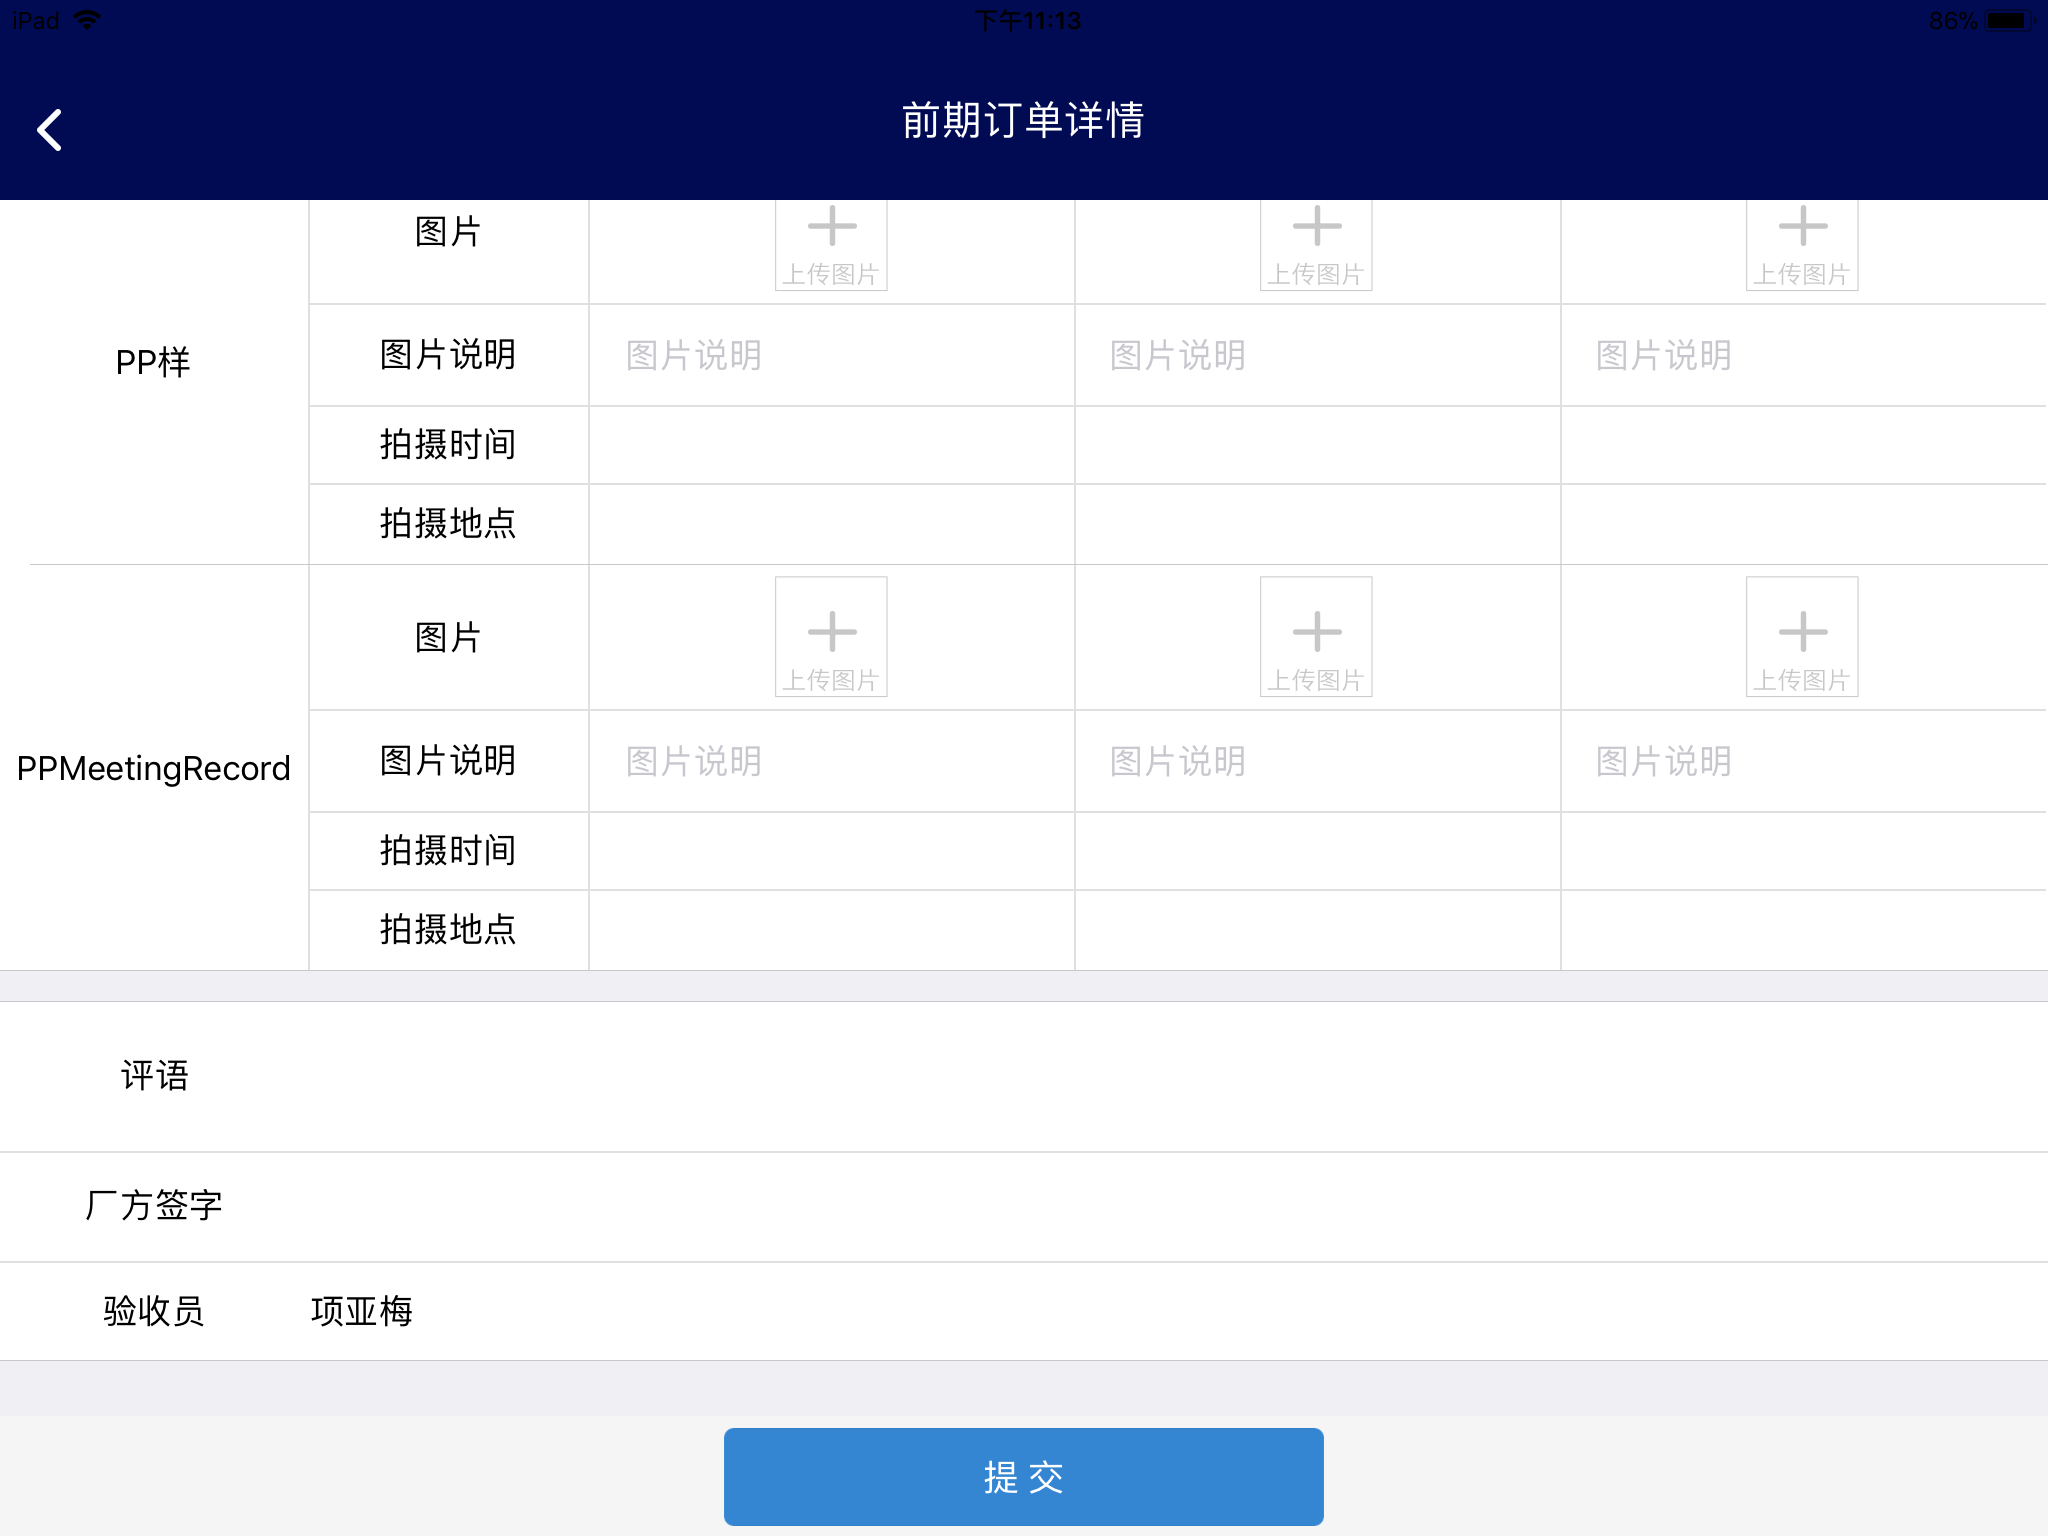 iPad 下午11:13 86%
前期订单详情
图片 上传图片 上传图片 上传图片
PP样
图片说明 图片说明 图片说明 图片说明
拍摄时间
拍摄地点
图片 上传图片 上传图片 上传图片
PPMeetingRecord
图片说明 图片说明 图片说明 图片说明
拍摄时间
拍摄地点
评语
厂方签字
验收员 项亚梅
提交